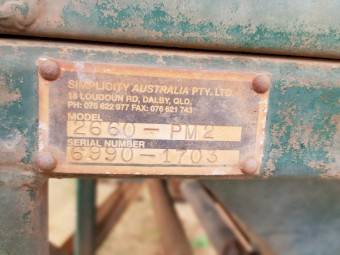 SIMPLICITY AUSTRALIA PTY. LTD.
18 LOUDOUN RD, DALBY, QLD.
PH: 076 622 977 FAX: 076 621 743
MODEL
2660-PM2
SERIAL NUMBER
6990-1703